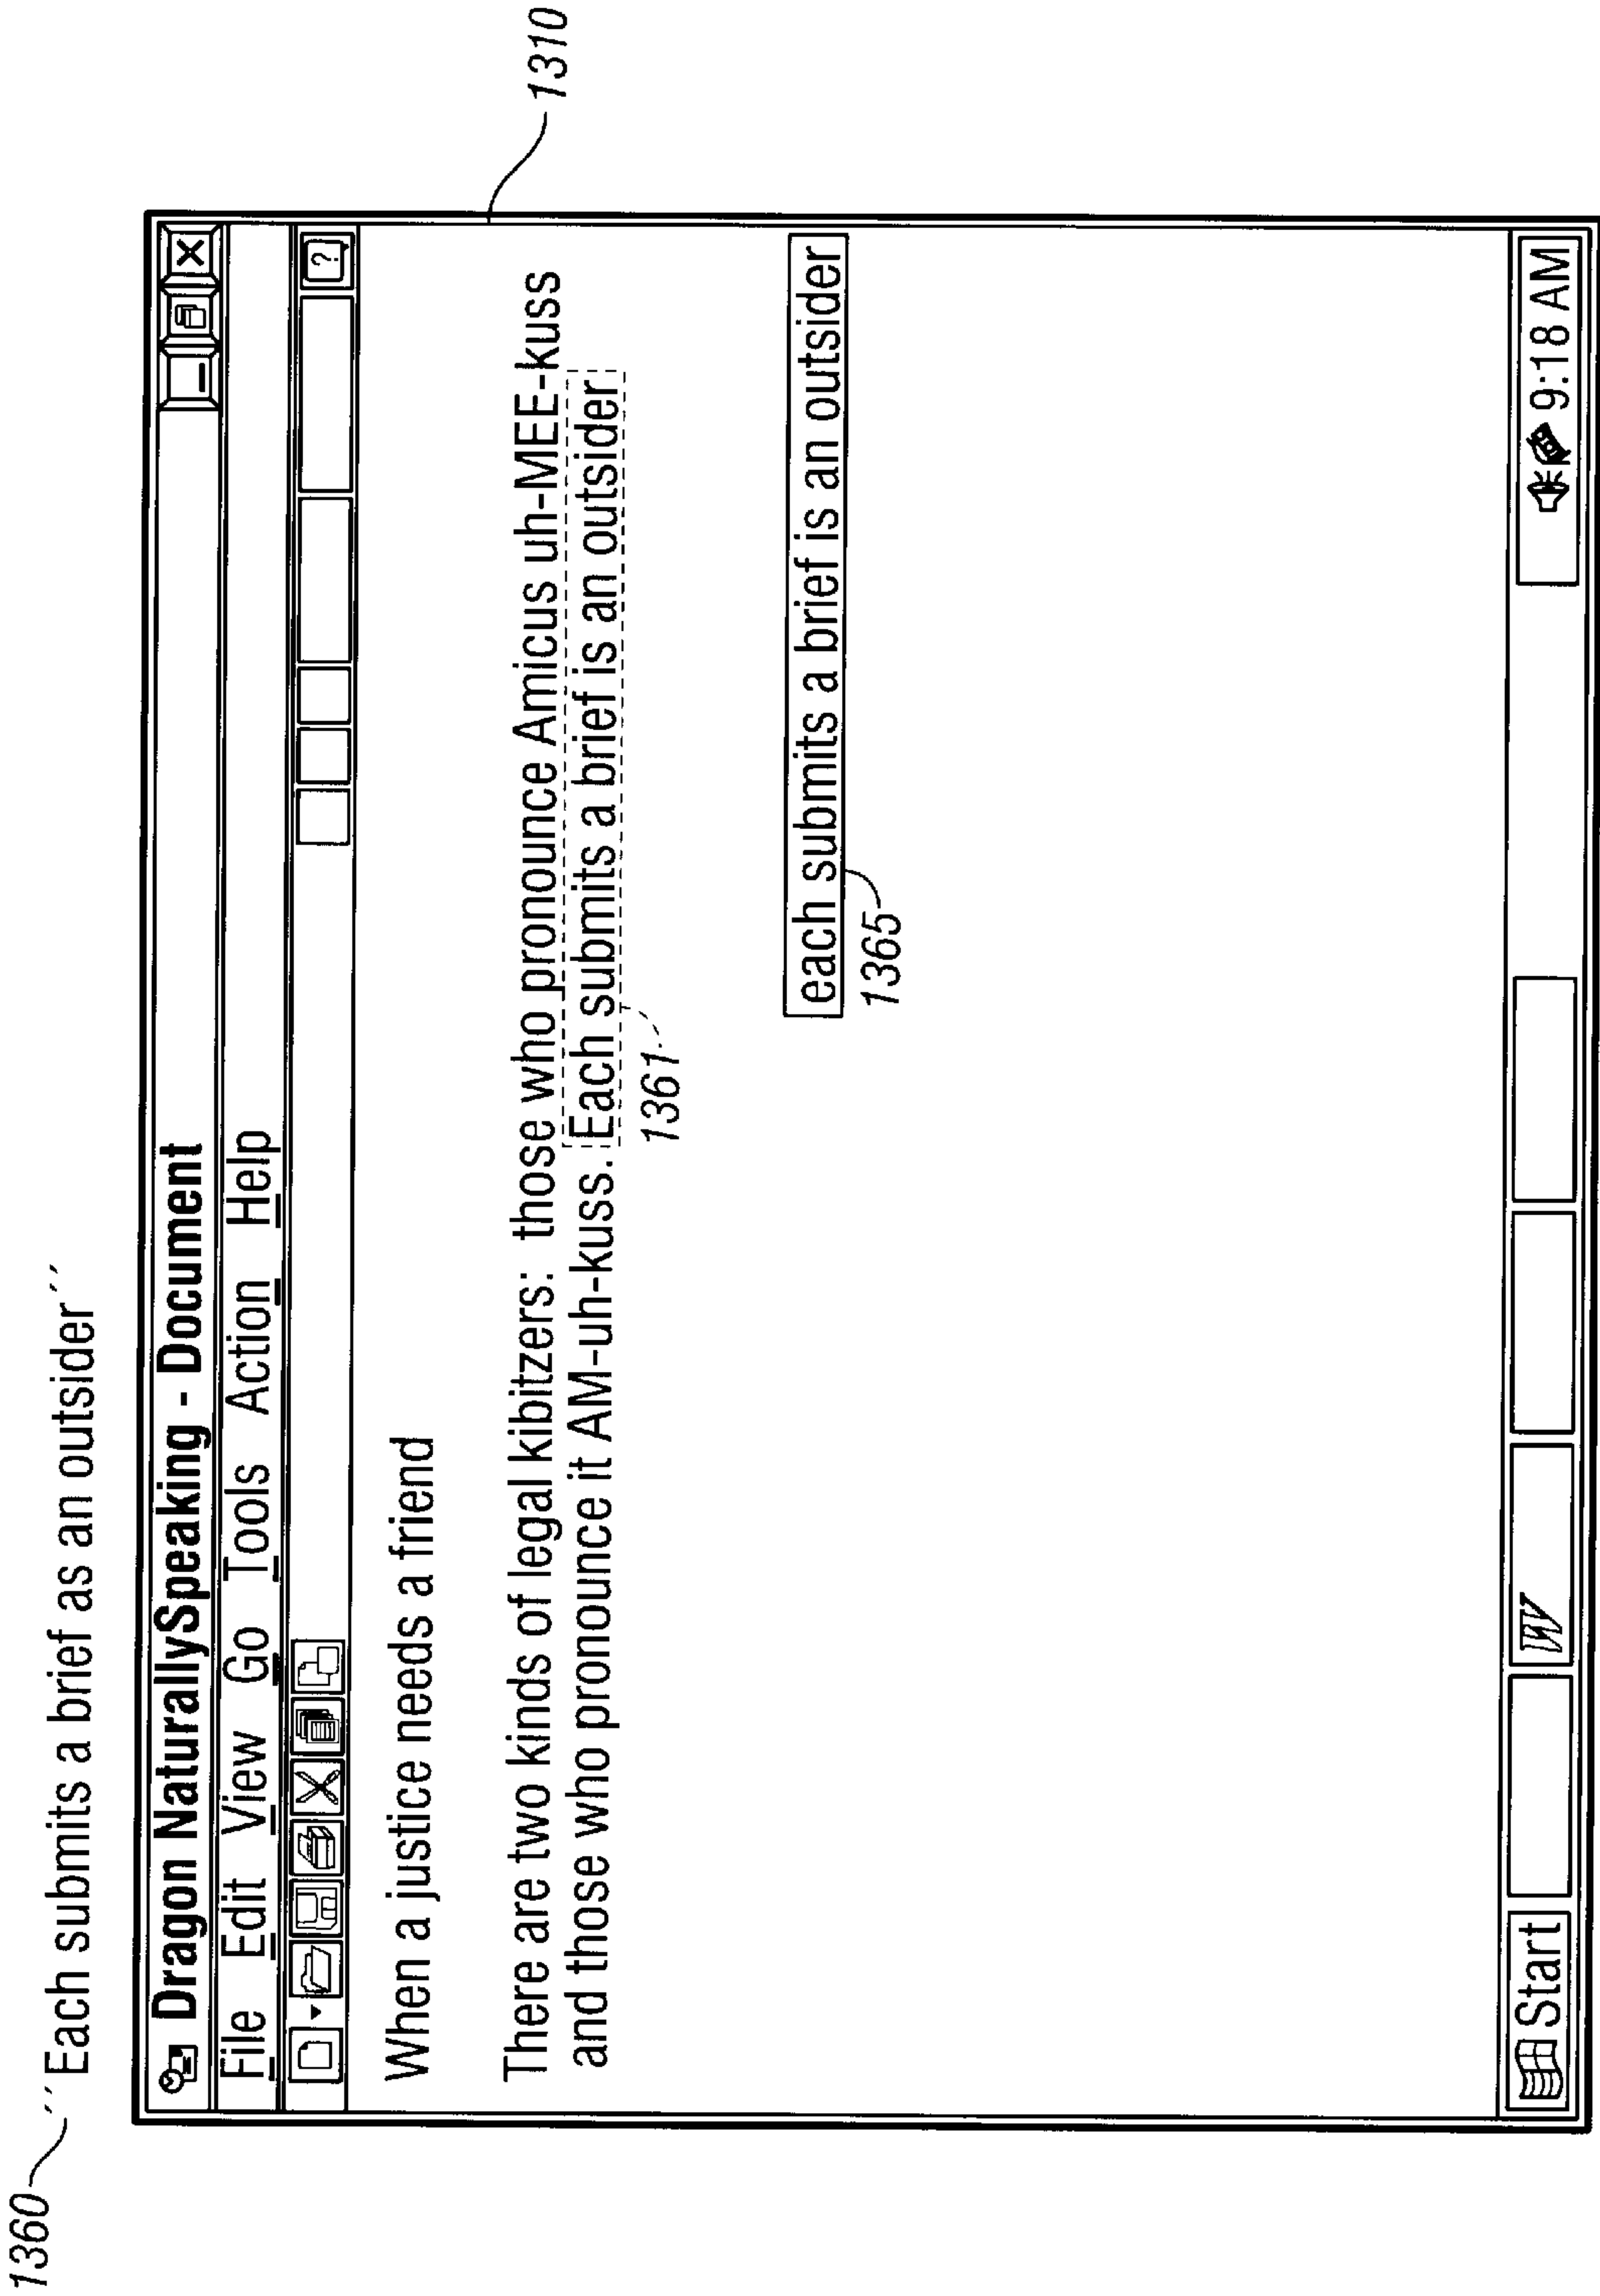 1360
´´Each submits a brief as an outsider´´
Dragon NaturallySpeaking - Document
File Edit View Go Tools Action Help
?
1310
When a justice needs a friend
There are two kinds of legal kibitzers: those who pronounce Amicus uh-MEE-kuss
and those who pronounce it AM-uh-kuss. Each submits a brief is an outsider
1361
each submits a brief is an outsider
1365
Start
W
9:18 AM